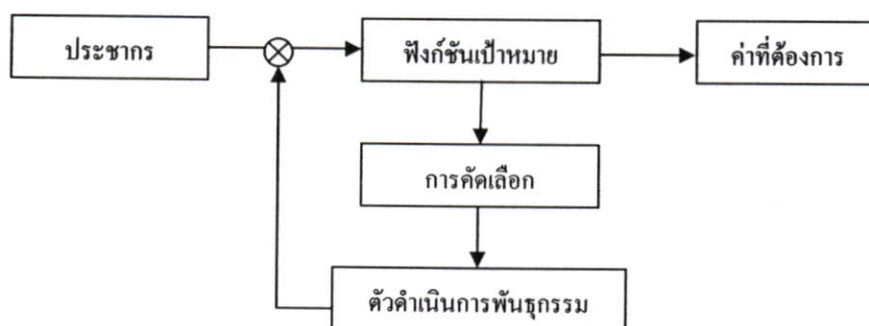 ประชากร
ฟังก์ชันเป้าหมาย
ค่าที่ต้องการ
การคัดเลือก
ตัวดำเนินการพันธุกรรม